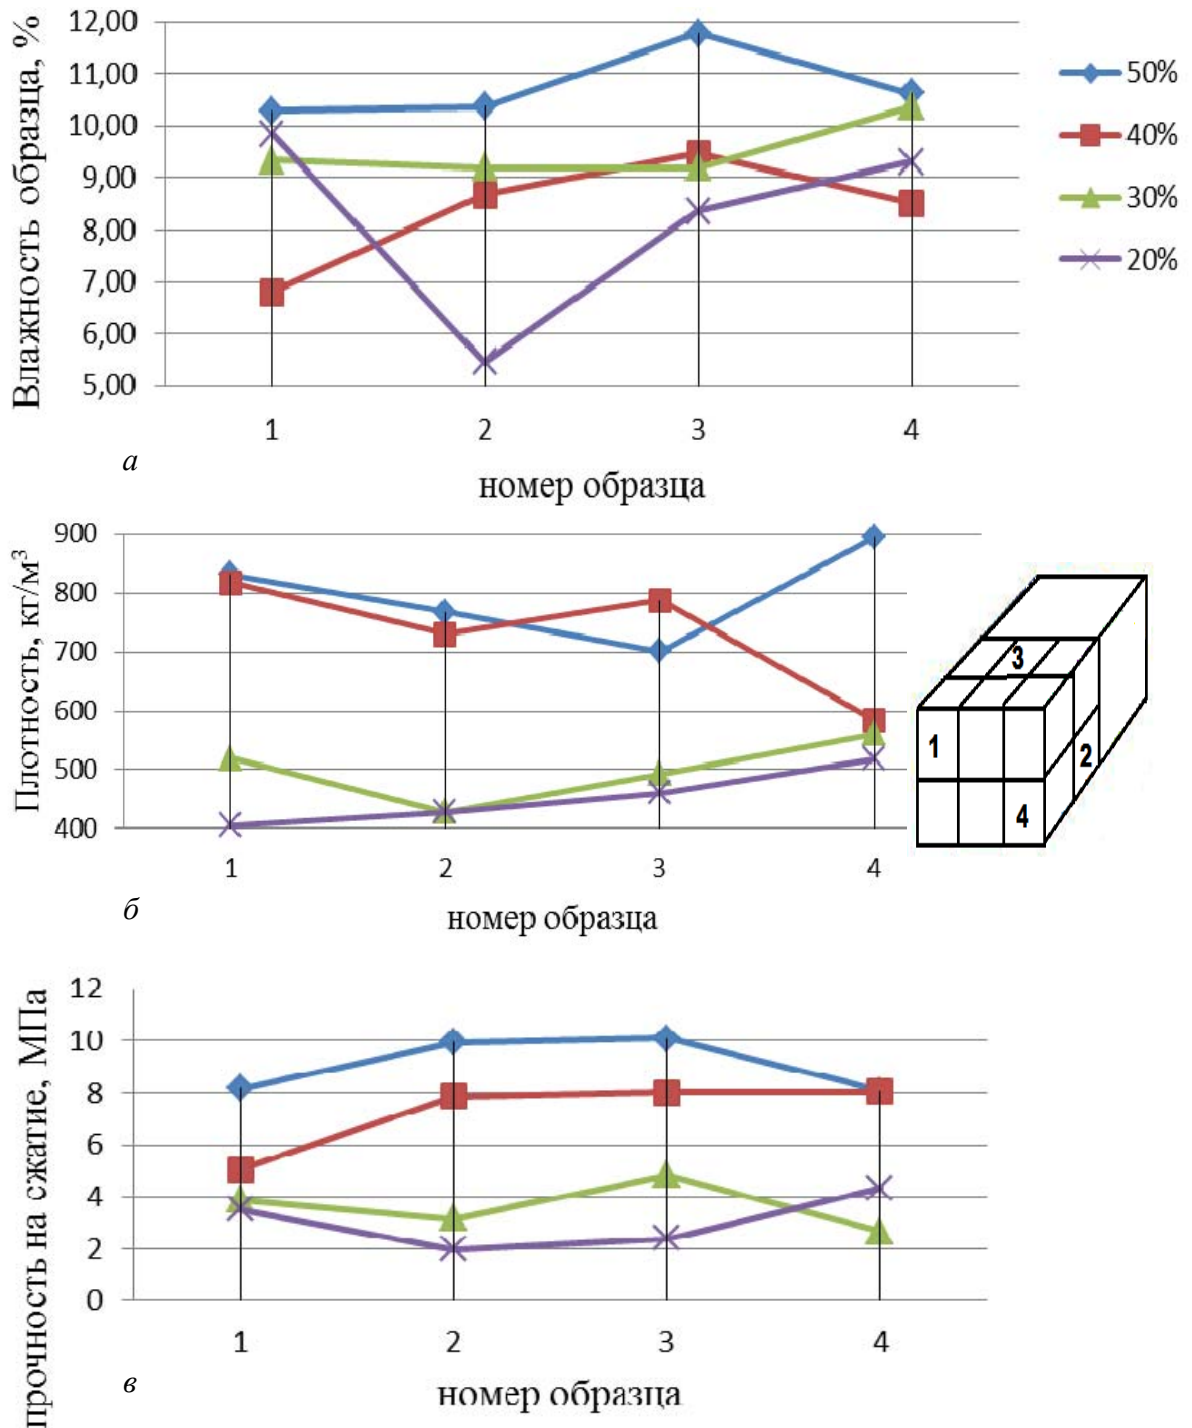 Влажность образца, %
12,00
11,00
10,00
9,00
8,00
7,00
6,00
5,00
1 2 3 4
а
номер образца
50%
40%
30%
20%
Плотность, кг/м³
900
800
700
600
500
400
1 2 3 4
б
номер образца
3
1
2
4
прочность на сжатие, МПа
12
10
8
6
4
2
0
1 2 3 4
в
номер образца